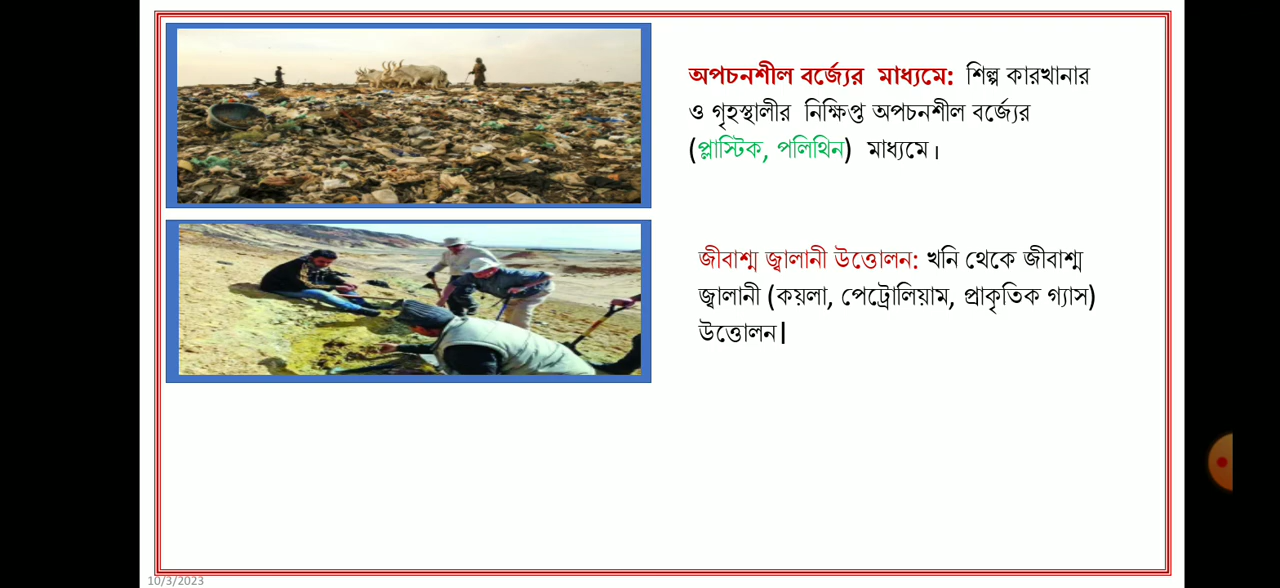 অপচনশীল বর্জ্যের মাধ্যমে: শিল্প কারখানার
ও গৃহস্থালীর নিক্ষিপ্ত অপচনশীল বর্জ্যের
(প্লাস্টিক, পলিথিন) মাধ্যমে।
জীবাশ্ম জ্বালানী উত্তোলন: খনি থেকে জীবাশ্ম
জ্বালানী (কয়লা, পেট্রোলিয়াম, প্রাকৃতিক গ্যাস)
উত্তোলন।
10/3/2023